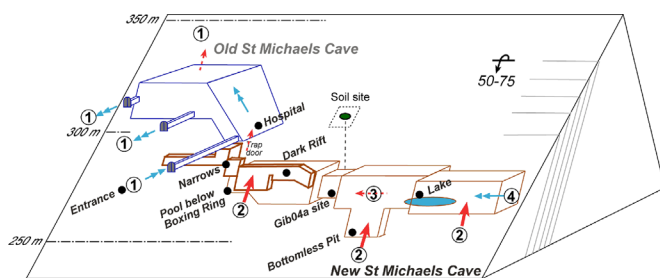 350 m
1
Old St Michaels Cave
50-75
1
Soil site
Hospital
300 m
1
Trap
door
Dark Rift
1
Narrows
Entrance
Pool below
Boxing Ring
2
Gib04a site
3
Lake
4
2
2
Bottomless Pit
250 m
New St Michaels Cave